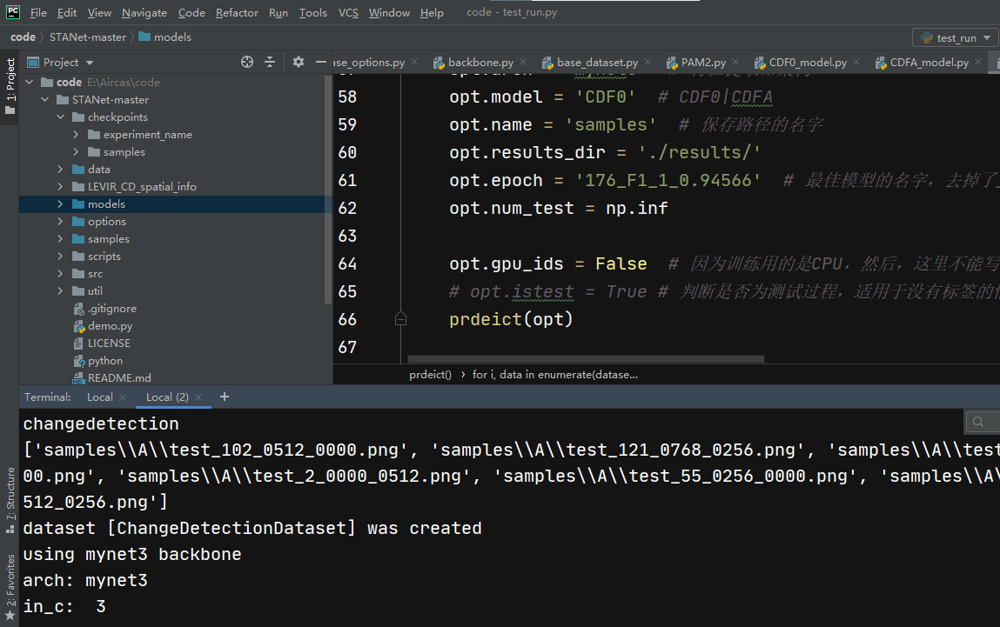 File Edit View Navigate Code Refactor Run Tools VCS Window Help code - test_run.py
code STANet-master models
test_run
1: Project
Project
ase_options.py backbone.py base_dataset.py PAM2.py CDF0_model.py CDFA_model.py
code E:\Aircas\code
STANet-master
checkpoints
experiment_name
samples
data
LEVIR_CD_spatial_info
models
options
samples
scripts
src
util
.gitignore
demo.py
LICENSE
python
README.md
58 opt.model = 'CDF0' # CDF0|CDFA
59 opt.name = 'samples' # 保存路径的名字
60 opt.results_dir = './results/'
61 opt.epoch = '176_F1_1_0.94566' # 最佳模型的名字，去掉了
62 opt.num_test = np.inf
63
64 opt.gpu_ids = False # 因为训练用的是CPU，然后，这里不能写
65 # opt.istest = True # 判断是否为测试过程，适用于没有标签的
66 prdeict(opt)
67
prdeict() › for i, data in enumerate(datase...
Terminal: Local Local (2) +
changedetection
['samples\\A\\test_102_0512_0000.png', 'samples\\A\\test_121_0768_0256.png', 'samples\\A\\test
00.png', 'samples\\A\\test_2_0000_0512.png', 'samples\\A\\test_55_0256_0000.png', 'samples\\A\
512_0256.png']
dataset [ChangeDetectionDataset] was created
using mynet3 backbone
arch: mynet3
in_c: 3
7: Structure
2: Favorites